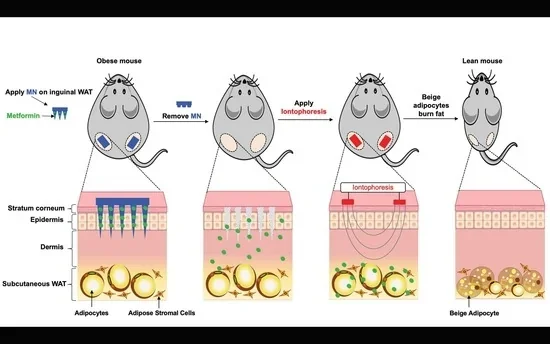 Obese mouse
Lean mouse
Apply MN on inguinal WAT
Metformin
Remove MN
Apply
Iontophoresis
Beige
adipocytes
burn fat
Iontophoresis
Stratum corneum
Epidermis
Dermis
Subcutaneous WAT
Adipocytes
Adipose Stromal Cells
Beige Adipocyte